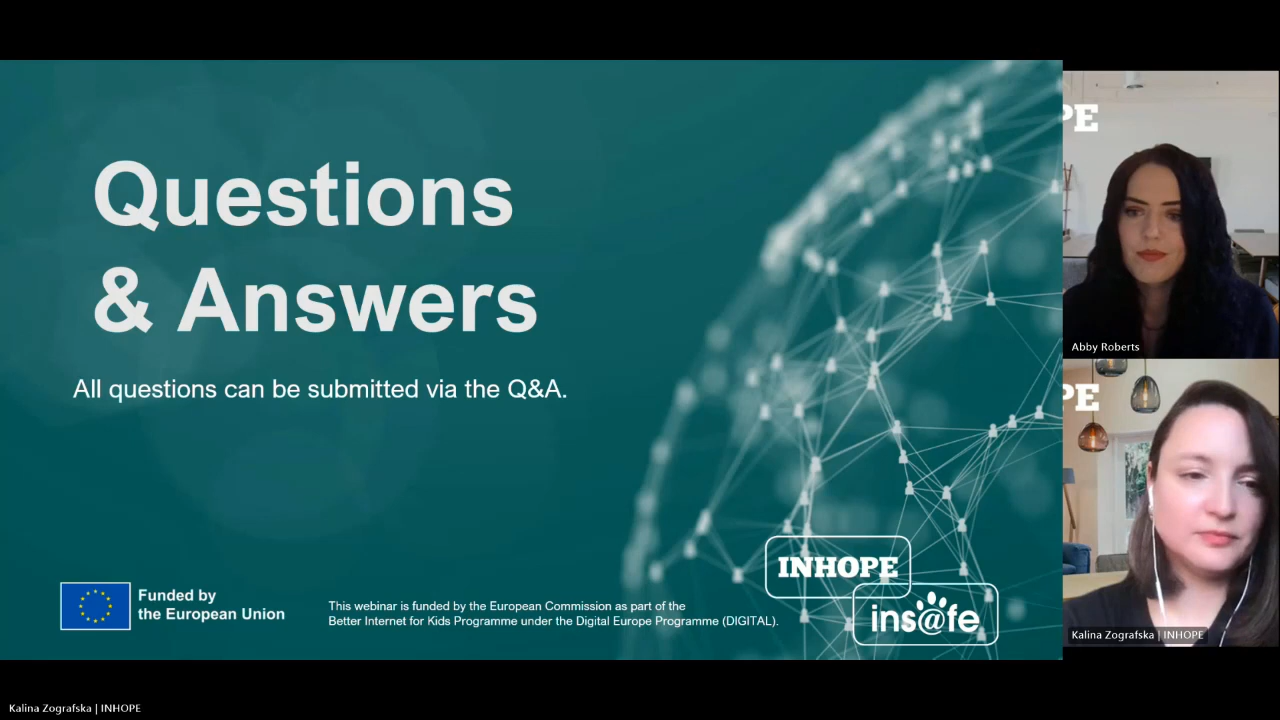 Questions
& Answers
All questions can be submitted via the Q&A.
Funded by
the European Union
This webinar is funded by the European Commission as part of the
Better Internet for Kids Programme under the Digital Europe Programme (DIGITAL).
INHOPE
ins@fe
PE
Abby Roberts
PE
Kalina Zografska | INHOPE
Kalina Zografska | INHOPE